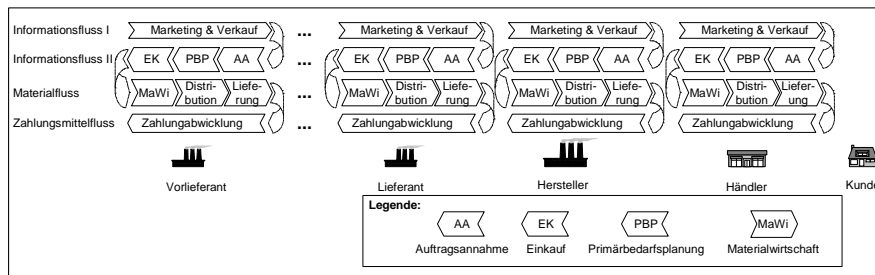 Informationsfluss I Marketing & Verkauf ... Marketing & Verkauf Marketing & Verkauf Marketing & Verkauf
Informationsfluss II EK PBP AA ... EK PBP AA EK PBP AA EK PBP AA
Materialfluss MaWi Distri-bution Liefe-rung ... MaWi Distri-bution Liefe-rung MaWi Distri-bution Liefe-rung MaWi Distri-bution Liefer-ung
Zahlungsmittelfluss Zahlungabwicklung ... Zahlungabwicklung Zahlungabwicklung Zahlungabwicklung
Vorlieferant Lieferant Hersteller Händler Kunde
Legende:
AA EK PBP MaWi
Auftragsannahme Einkauf Primärbedarfsplanung Materialwirtschaft